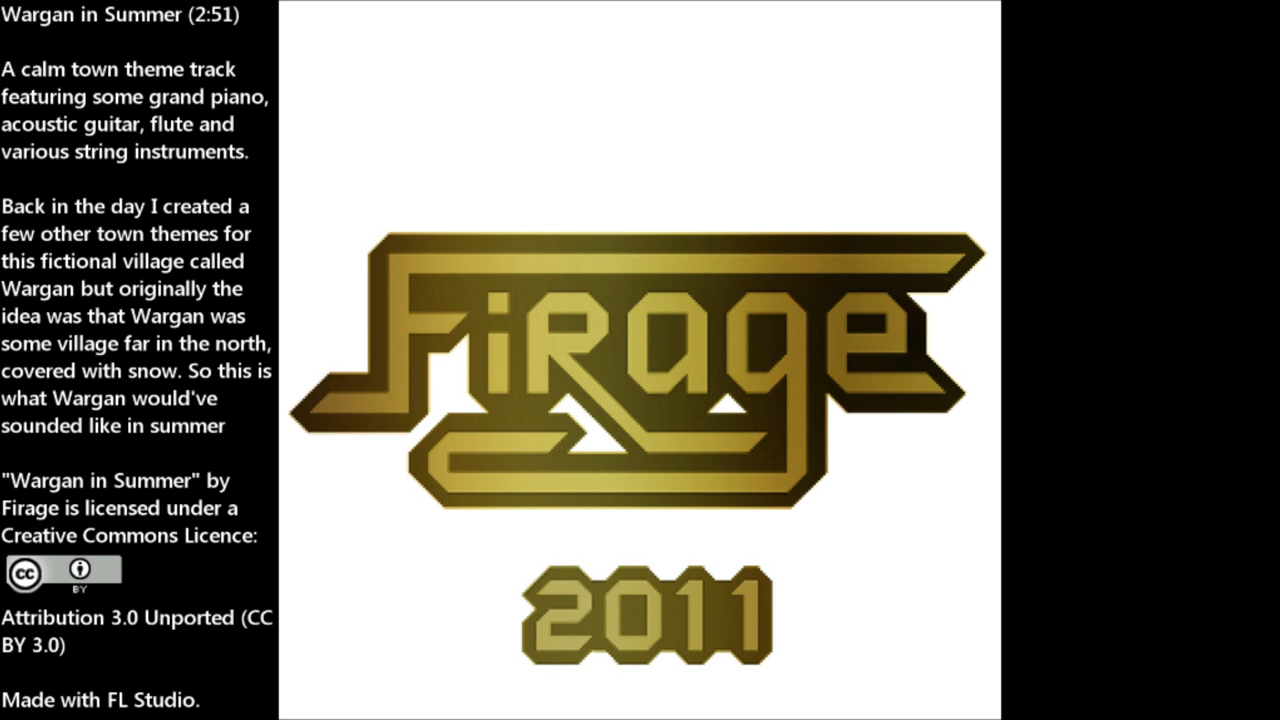 Wargan in Summer (2:51)
A calm town theme track
featuring some grand piano,
acoustic guitar, flute and
various string instruments.
Back in the day I created a
few other town themes for
this fictional village called
Wargan but originally the
idea was that Wargan was
some village far in the north,
covered with snow. So this is
what Wargan would've
sounded like in summer
"Wargan in Summer" by
Firage is licensed under a
Creative Commons Licence:
cc
BY
Attribution 3.0 Unported (CC
BY 3.0)
Made with FL Studio.
FiRage
2011